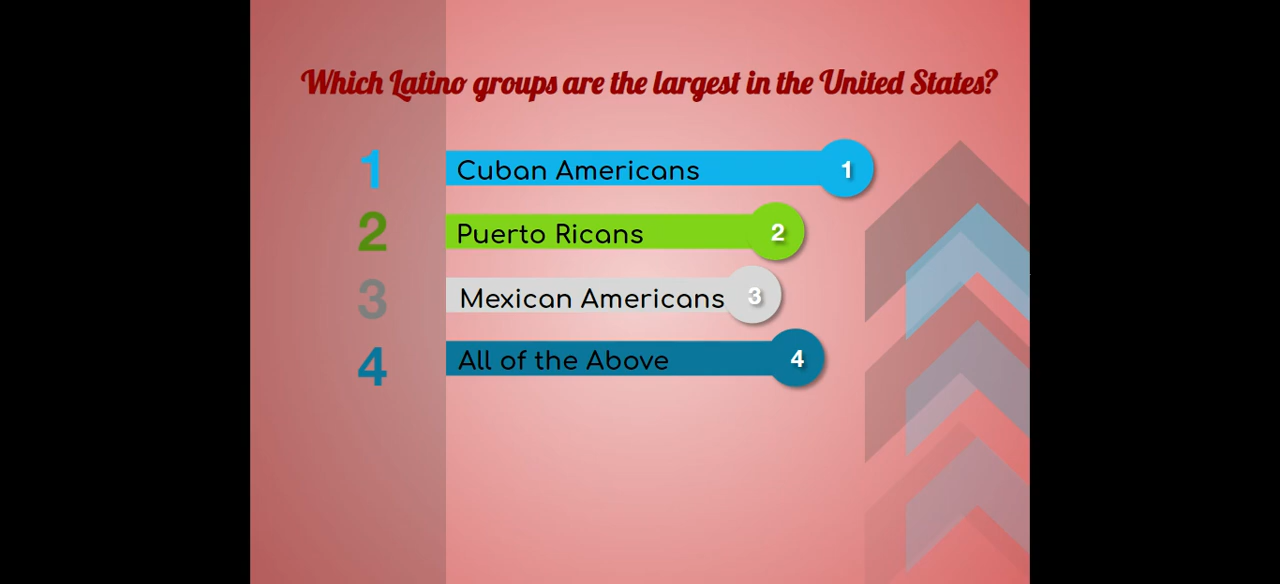 Which Latino groups are the largest in the United States?
1 Cuban Americans 1
2 Puerto Ricans 2
3 Mexican Americans 3
4 All of the Above 4